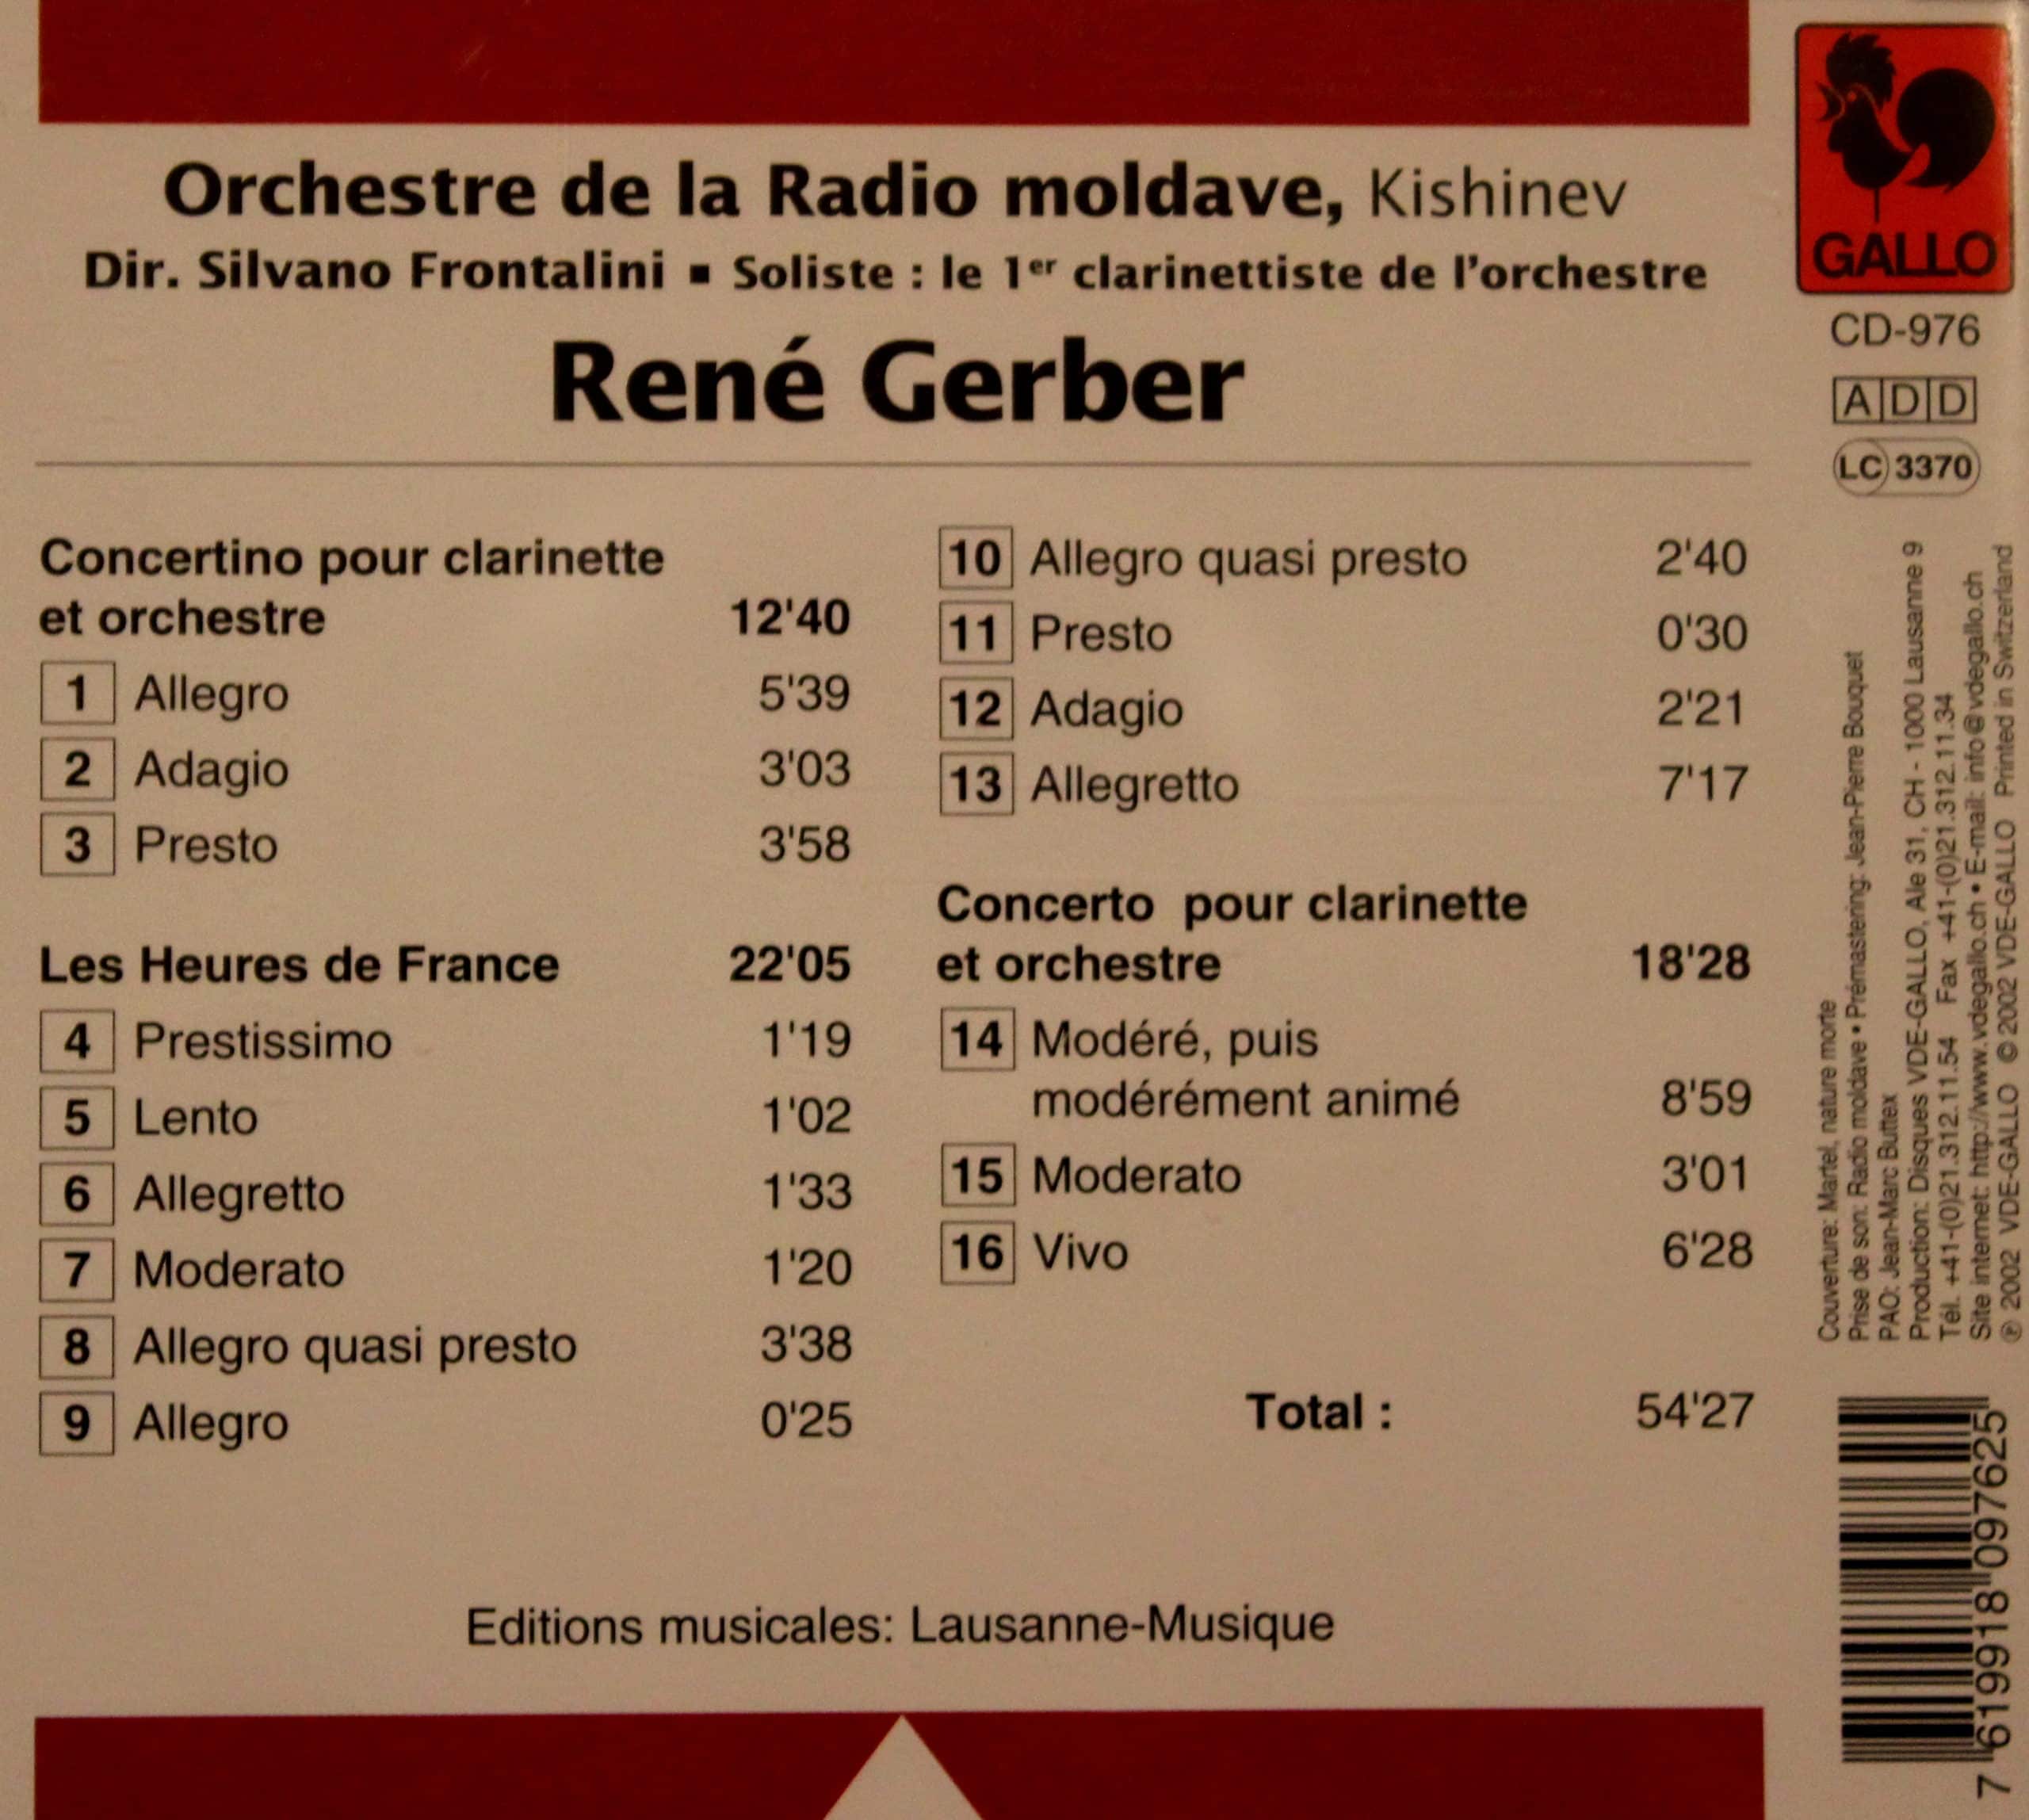 Orchestre de la Radio moldave, Kishinev
Dir. Silvano Frontalini ▪ Soliste : le 1er clarinettiste de l'orchestre
René Gerber
Concertino pour clarinette
et orchestre 12'40
1 Allegro 5'39
2 Adagio 3'03
3 Presto 3'58
Les Heures de France 22'05
4 Prestissimo 1'19
5 Lento 1'02
6 Allegretto 1'33
7 Moderato 1'20
8 Allegro quasi presto 3'38
9 Allegro 0'25
10 Allegro quasi presto 2'40
11 Presto 0'30
12 Adagio 2'21
13 Allegretto 7'17
Concerto pour clarinette
et orchestre 18'28
14 Modéré, puis
modérément animé 8'59
15 Moderato 3'01
16 Vivo 6'28
Total : 54'27
Editions musicales: Lausanne-Musique
GALLO
CD-976
ADD
LC 3370
Couverture: Martel, nature morte
Prise de son: Radio moldave • Prémastering: Jean-Pierre Bouquet
PAO: Jean-Marc Buttex
Production: Disques VDE-GALLO, Ale 31, CH - 1000 Lausanne 9
Tél. +41-(0)21.312.11.54 Fax +41-(0)21.312.11.34
Site internet: http://www.vdegallo.ch • E-mail: info@vdegallo.ch
℗ 2002 VDE-GALLO © 2002 VDE-GALLO Printed in Switzerland
7 619918 097625